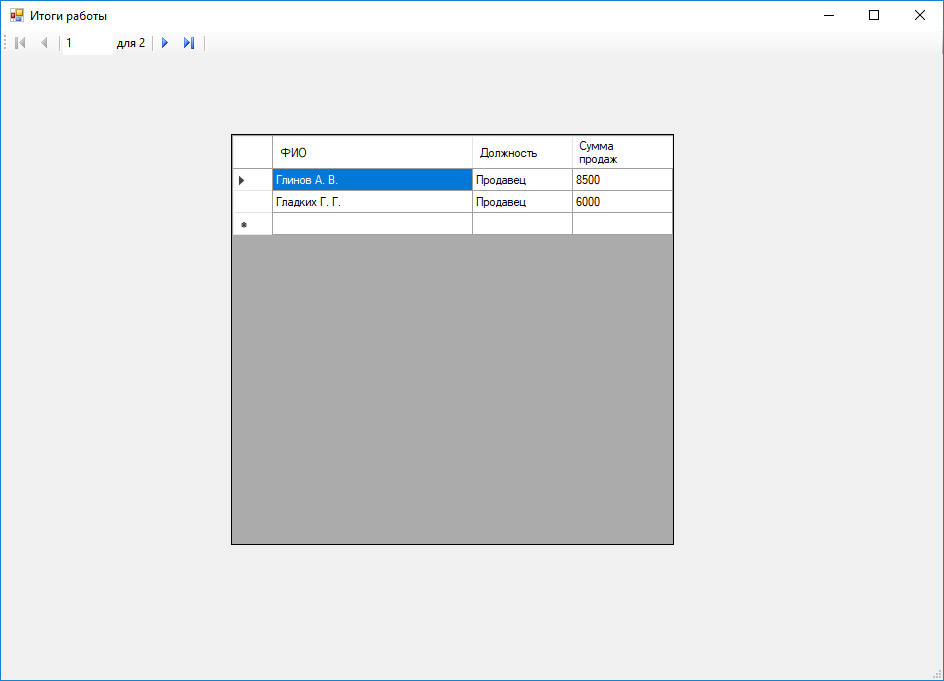 Итоги работы
1 для 2
ФИО Должность Сумма продаж
Глинов А. В. Продавец 8500
Гладких Г. Г. Продавец 6000